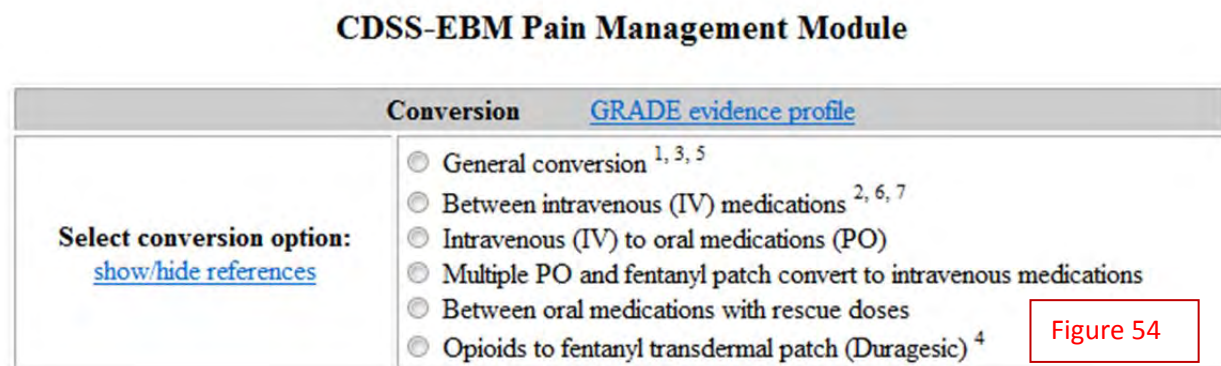 CDSS-EBM Pain Management Module
Conversion GRADE evidence profile
Select conversion option:
show/hide references
General conversion 1, 3, 5
Between intravenous (IV) medications 2, 6, 7
Intravenous (IV) to oral medications (PO)
Multiple PO and fentanyl patch convert to intravenous medications
Between oral medications with rescue doses
Opioids to fentanyl transdermal patch (Duragesic) 4
Figure 54